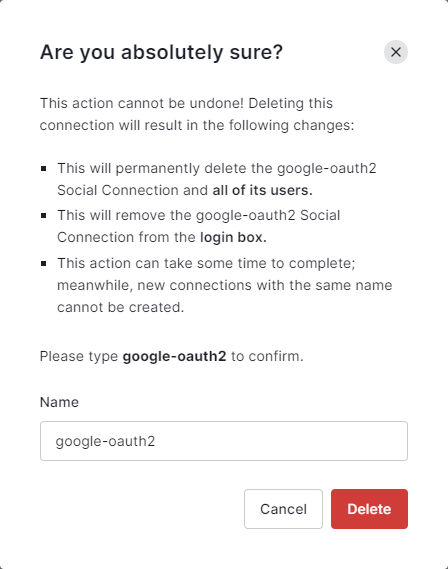 Are you absolutely sure?
This action cannot be undone! Deleting this
connection will result in the following changes:
This will permanently delete the google-oauth2
Social Connection and all of its users.
This will remove the google-oauth2 Social
Connection from the login box.
This action can take some time to complete;
meanwhile, new connections with the same name
cannot be created.
Please type google-oauth2 to confirm.
Name
google-oauth2
Cancel Delete